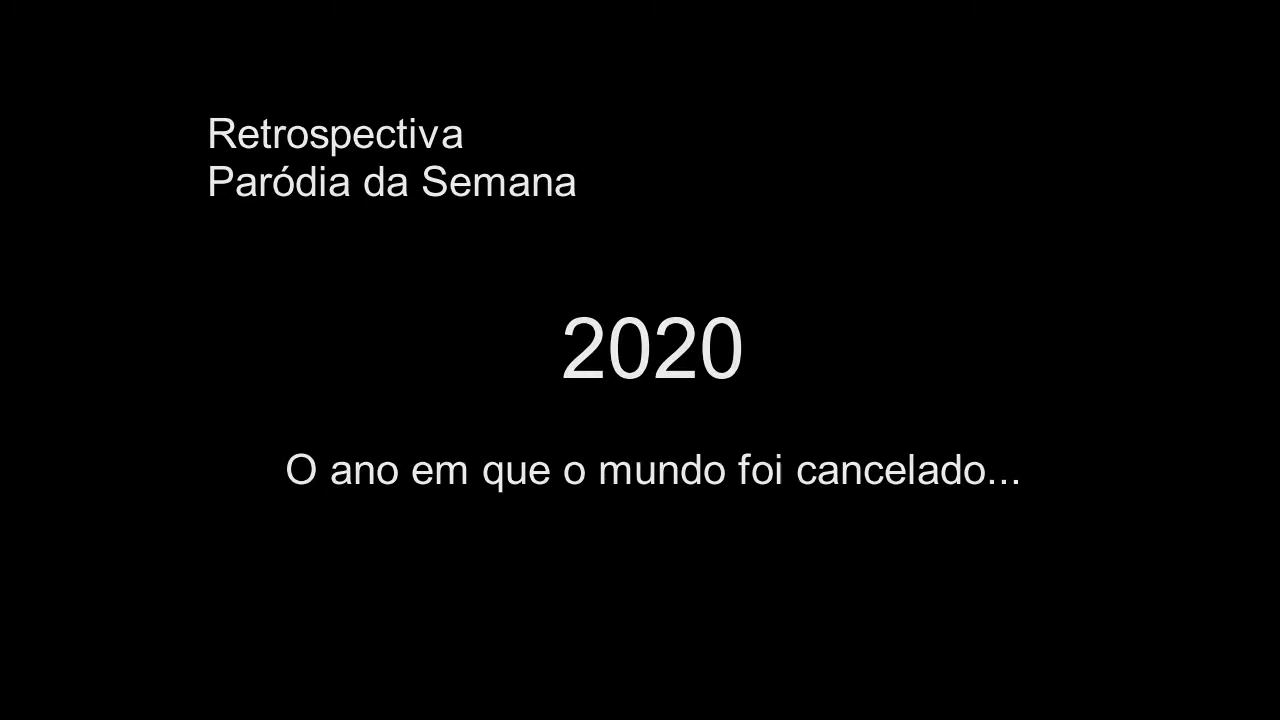 Retrospectiva
Paródia da Semana
2020
O ano em que o mundo foi cancelado...